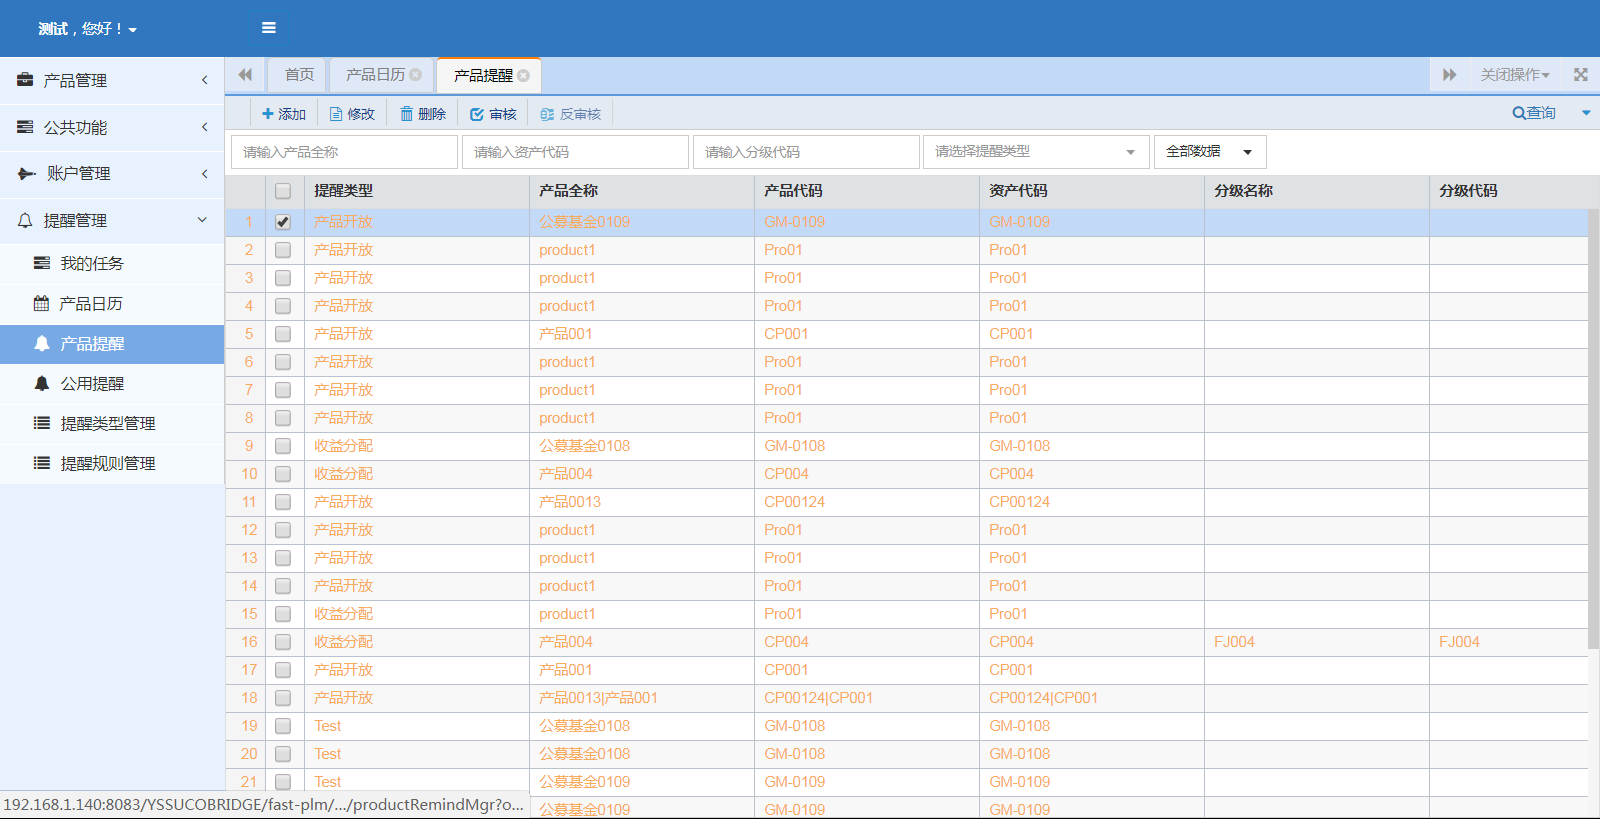 测试，您好！
产品管理
公共功能
账户管理
提醒管理
我的任务
产品日历
产品提醒
公用提醒
提醒类型管理
提醒规则管理
首页 产品日历 产品提醒 关闭操作
添加 修改 删除 审核 反审核 查询
请输入产品全称 请输入资产代码 请输入分级代码 请选择提醒类型 全部数据
提醒类型 产品全称 产品代码 资产代码 分级名称 分级代码
1 产品开放 公募基金0109 GM-0109 GM-0109
2 产品开放 product1 Pro01 Pro01
3 产品开放 product1 Pro01 Pro01
4 产品开放 product1 Pro01 Pro01
5 产品开放 产品001 CP001 CP001
6 产品开放 product1 Pro01 Pro01
7 产品开放 product1 Pro01 Pro01
8 产品开放 product1 Pro01 Pro01
9 收益分配 公募基金0108 GM-0108 GM-0108
10 收益分配 产品004 CP004 CP004
11 产品开放 产品0013 CP00124 CP00124
12 产品开放 product1 Pro01 Pro01
13 产品开放 product1 Pro01 Pro01
14 产品开放 product1 Pro01 Pro01
15 收益分配 product1 Pro01 Pro01
16 收益分配 产品004 CP004 CP004 FJ004 FJ004
17 产品开放 产品001 CP001 CP001
18 产品开放 产品0013|产品001 CP00124|CP001 CP00124|CP001
19 Test 公募基金0108 GM-0108 GM-0108
20 Test 公募基金0108 GM-0108 GM-0108
21 Test 公募基金0109 GM-0109 GM-0109
公募基金0109 GM-0109 GM-0109
192.168.1.140:8083/YSSUCOBRIDGE/fast-plm/.../productRemindMgr?o...